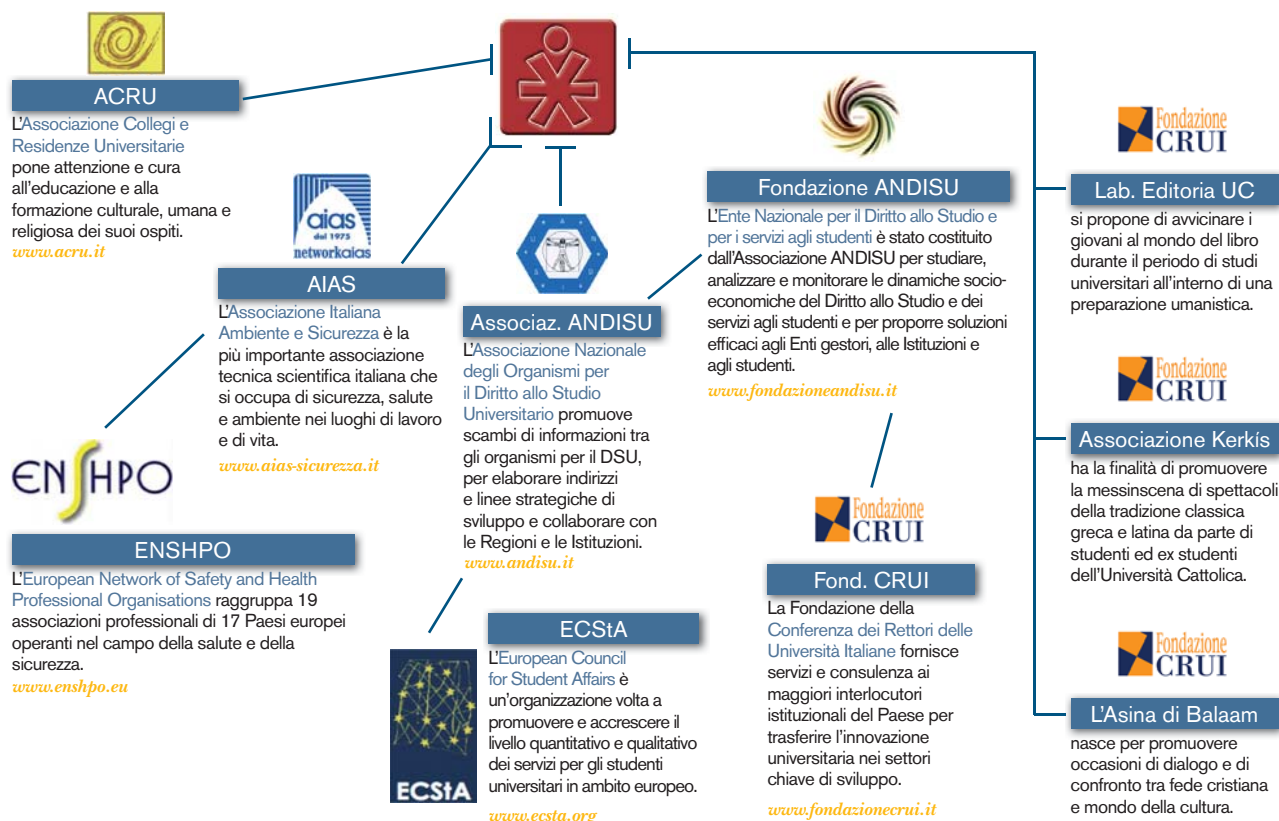 ACRU
L'Associazione Collegi e
Residenze Universitarie
pone attenzione e cura
all'educazione e alla
formazione culturale, umana e
religiosa dei suoi ospiti.
www.acru.it
aias
dal 1975
networkaias
AIAS
L'Associazione Italiana
Ambiente e Sicurezza è la
più importante associazione
tecnica scientifica italiana che
si occupa di sicurezza, salute
e ambiente nei luoghi di lavoro
e di vita.
www.aias-sicurezza.it
ENSHPO
ENSHPO
L'European Network of Safety and Health
Professional Organisations raggruppa 19
associazioni professionali di 17 Paesi europei
operanti nel campo della salute e della
sicurezza.
www.enshpo.eu
Associaz. ANDISU
L'Associazione Nazionale
degli Organismi per
il Diritto allo Studio
Universitario promuove
scambi di informazioni tra
gli organismi per il DSU,
per elaborare indirizzi
e linee strategiche di
sviluppo e collaborare con
le Regioni e le Istituzioni.
www.andisu.it
ECStA
ECStA
L'European Council
for Student Affairs è
un'organizzazione volta a
promuovere e accrescere il
livello quantitativo e qualitativo
dei servizi per gli studenti
universitari in ambito europeo.
www.ecsta.org
Fondazione ANDISU
L'Ente Nazionale per il Diritto allo Studio e
per i servizi agli studenti è stato costituito
dall'Associazione ANDISU per studiare,
analizzare e monitorare le dinamiche socio-
economiche del Diritto allo Studio e dei
servizi agli studenti e per proporre soluzioni
efficaci agli Enti gestori, alle Istituzioni e
agli studenti.
www.fondazioneandisu.it
Fondazione
CRUI
Fond. CRUI
La Fondazione della
Conferenza dei Rettori delle
Università Italiane fornisce
servizi e consulenza ai
maggiori interlocutori
istituzionali del Paese per
trasferire l'innovazione
universitaria nei settori
chiave di sviluppo.
www.fondazionecrui.it
Fondazione
CRUI
Lab. Editoria UC
si propone di avvicinare i
giovani al mondo del libro
durante il periodo di studi
universitari all'interno di una
preparazione umanistica.
Fondazione
CRUI
Associazione Kerkís
ha la finalità di promuovere
la messinscena di spettacoli
della tradizione classica
greca e latina da parte di
studenti ed ex studenti
dell'Università Cattolica.
Fondazione
CRUI
L'Asina di Balaam
nasce per promuovere
occasioni di dialogo e di
confronto tra fede cristiana
e mondo della cultura.